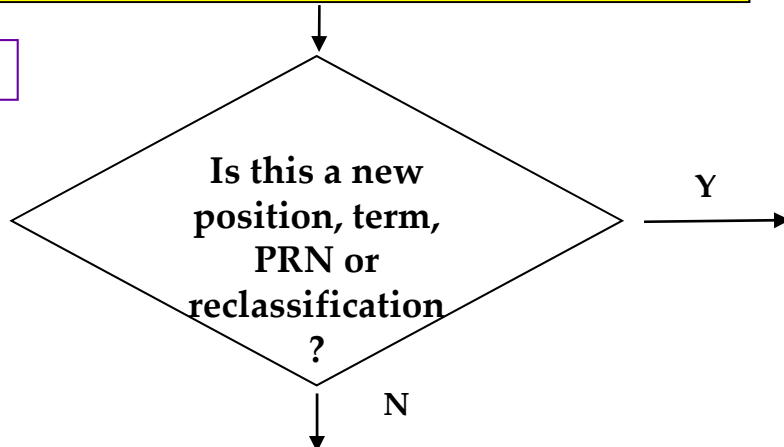 Is this a new
position, term,
PRN or
reclassification
?
Y
N